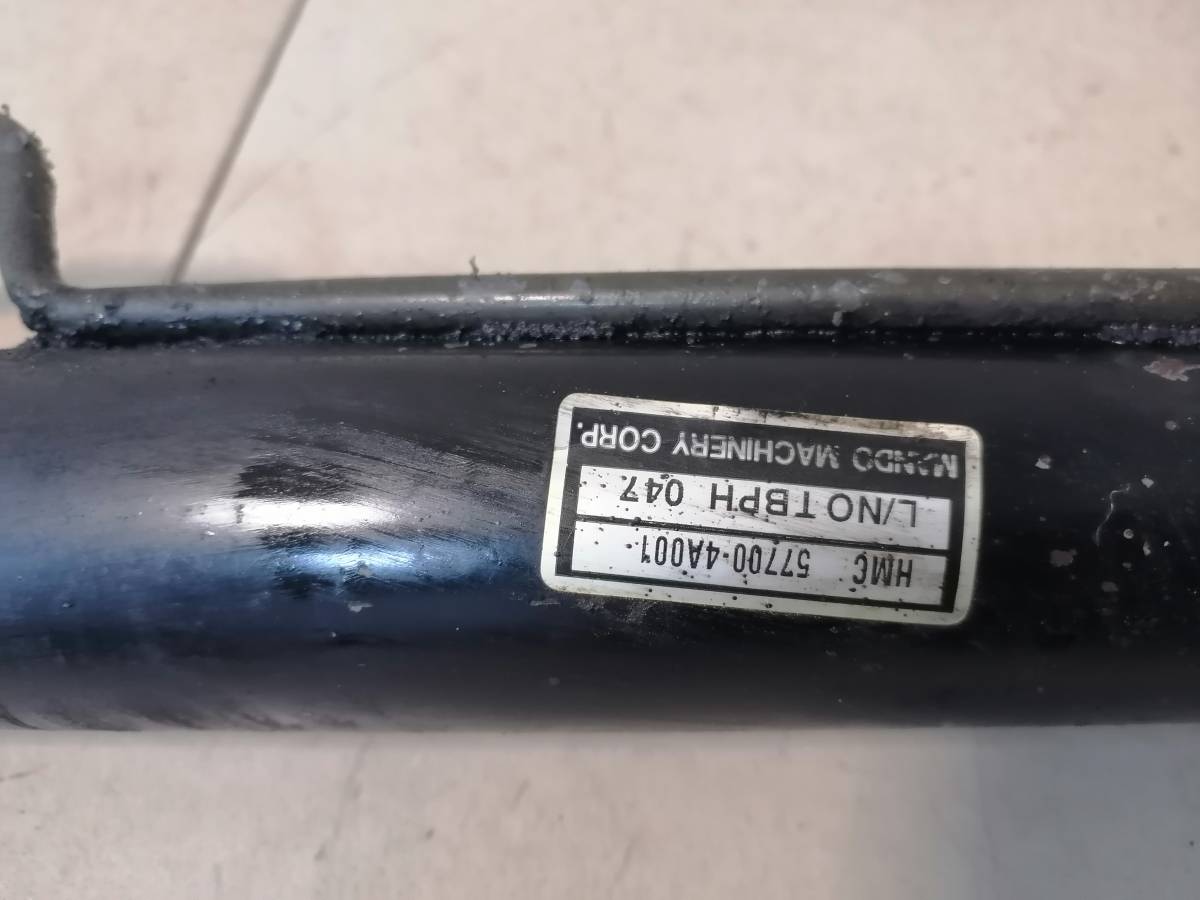 MANDO MACHINERY CORP.
L/NO TBPH 047
HMC 57700-4A001